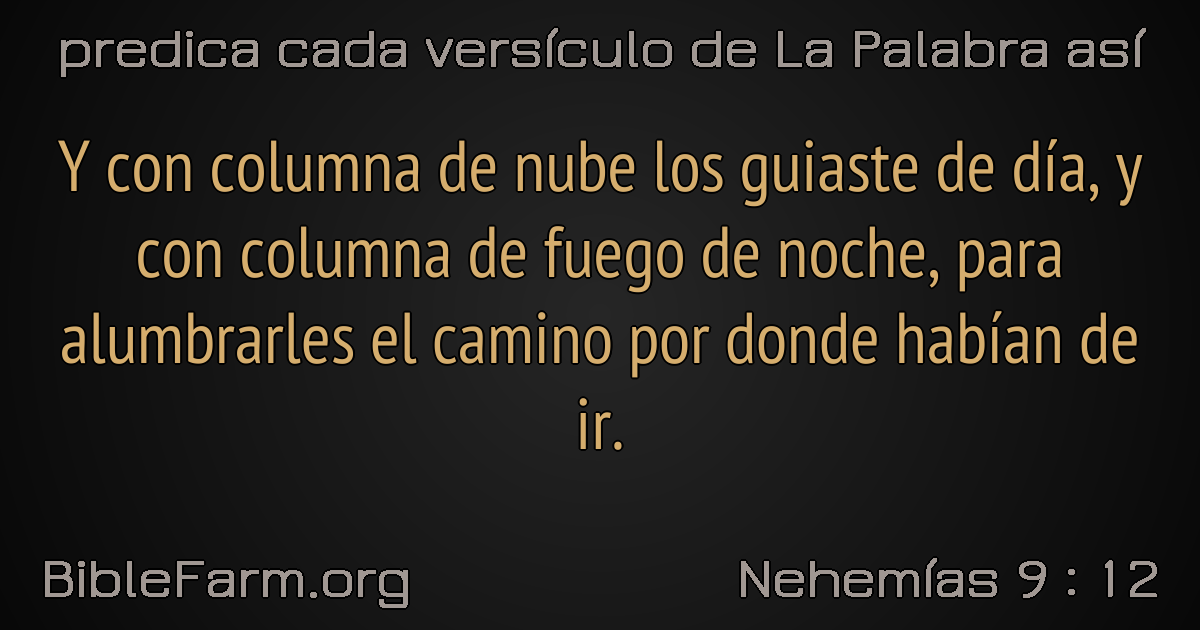 predica cada versículo de La Palabra así
Y con columna de nube los guiaste de día, y
con columna de fuego de noche, para
alumbrarles el camino por donde habían de
ir.
BibleFarm.org
Nehemías 9 : 12